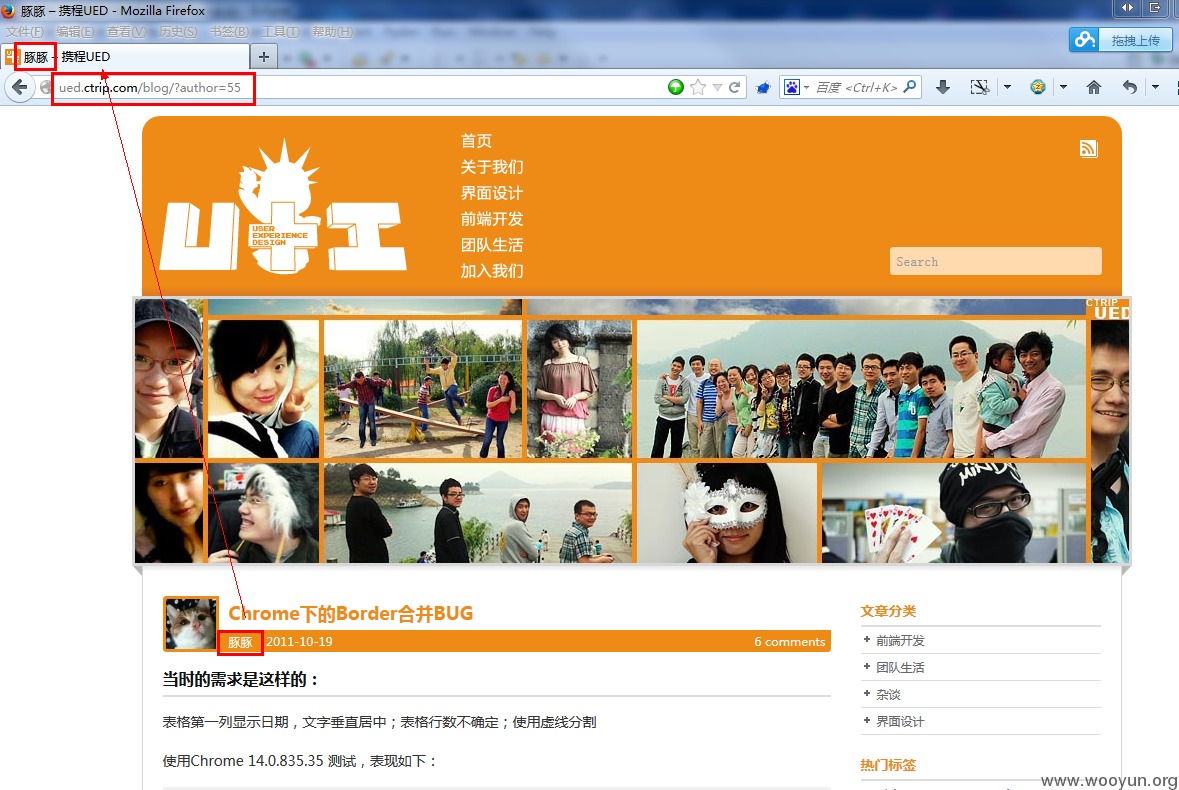 豚豚 – 携程UED - Mozilla Firefox
文件(F) 编辑(E) 查看(V) 历史(S) 书签(B) 工具(T) 帮助(H)
拖拽上传
豚豚 – 携程UED
ued.ctrip.com/blog/?author=55
百度 <Ctrl+K>
首页
关于我们
界面设计
前端开发
团队生活
加入我们
USER
EXPERIENCE
DESIGN
Search
CTRIP
UED
Chrome下的Border合并BUG
豚豚 2011-10-19 6 comments
当时的需求是这样的：
表格第一列显示日期，文字垂直居中；表格行数不确定；使用虚线分割
使用Chrome 14.0.835.35 测试，表现如下：
文章分类
前端开发
团队生活
杂谈
界面设计
热门标签
www.wooyun.org